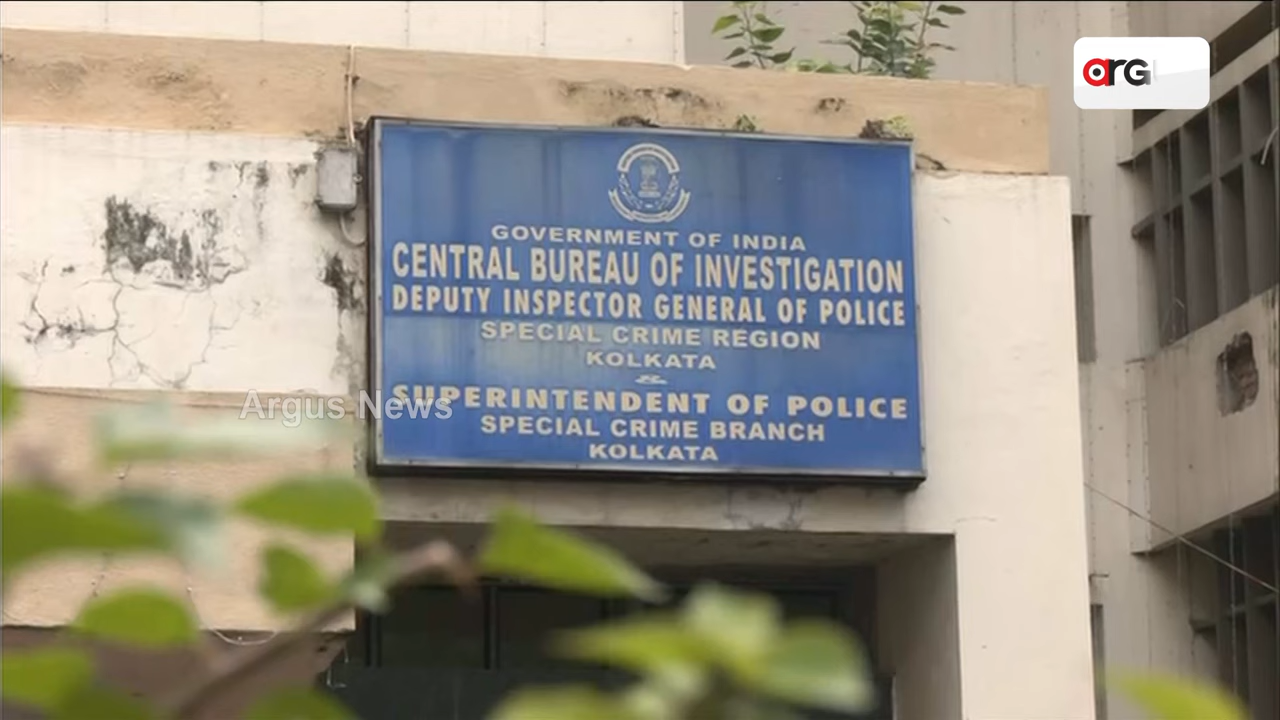 arG
GOVERNMENT OF INDIA
CENTRAL BUREAU OF INVESTIGATION
DEPUTY INSPECTOR GENERAL OF POLICE
SPECIAL CRIME REGION
KOLKATA
SUPERINTENDENT OF POLICE
SPECIAL CRIME BRANCH
KOLKATA
Argus News